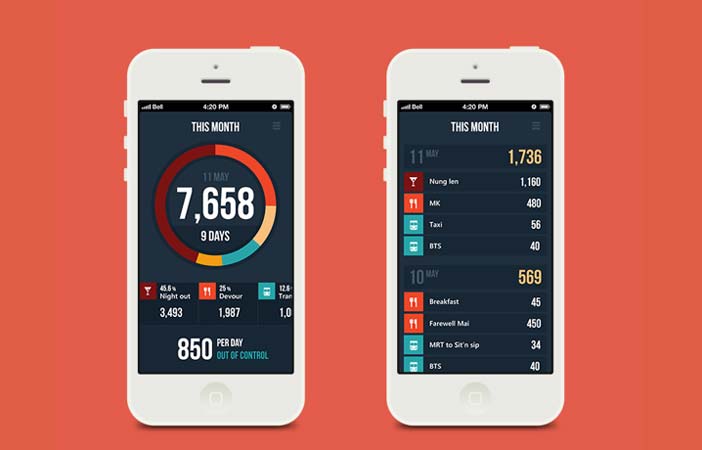 Bell 4:20 PM
THIS MONTH
11 MAY
7,658
9 DAYS
45.6% 25% 12.6
Night out Devour Tran
3,493 1,987 1,0
850 PER DAY
OUT OF CONTROL
Bell 4:20 PM
THIS MONTH
11 MAY 1,736
Nung len 1,160
MK 480
Taxi 56
BTS 40
10 MAY 569
Breakfast 45
Farewell Mai 450
MRT to Sit'n sip 34
BTS 40